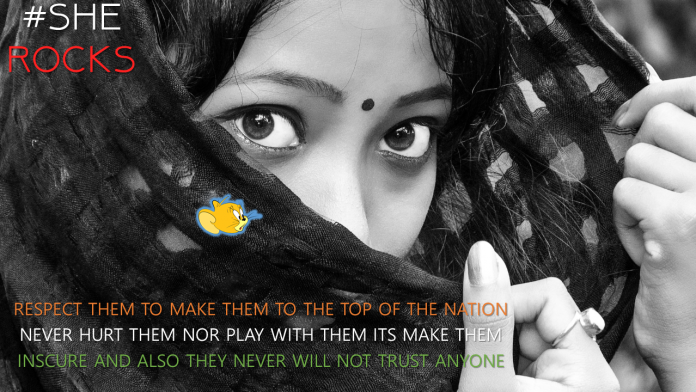 #SHE
ROCKS
RESPECT THEM TO MAKE THEM TO THE TOP OF THE NATION
NEVER HURT THEM NOR PLAY WITH THEM ITS MAKE THEM
INSCURE AND ALSO THEY NEVER WILL NOT TRUST ANYONE